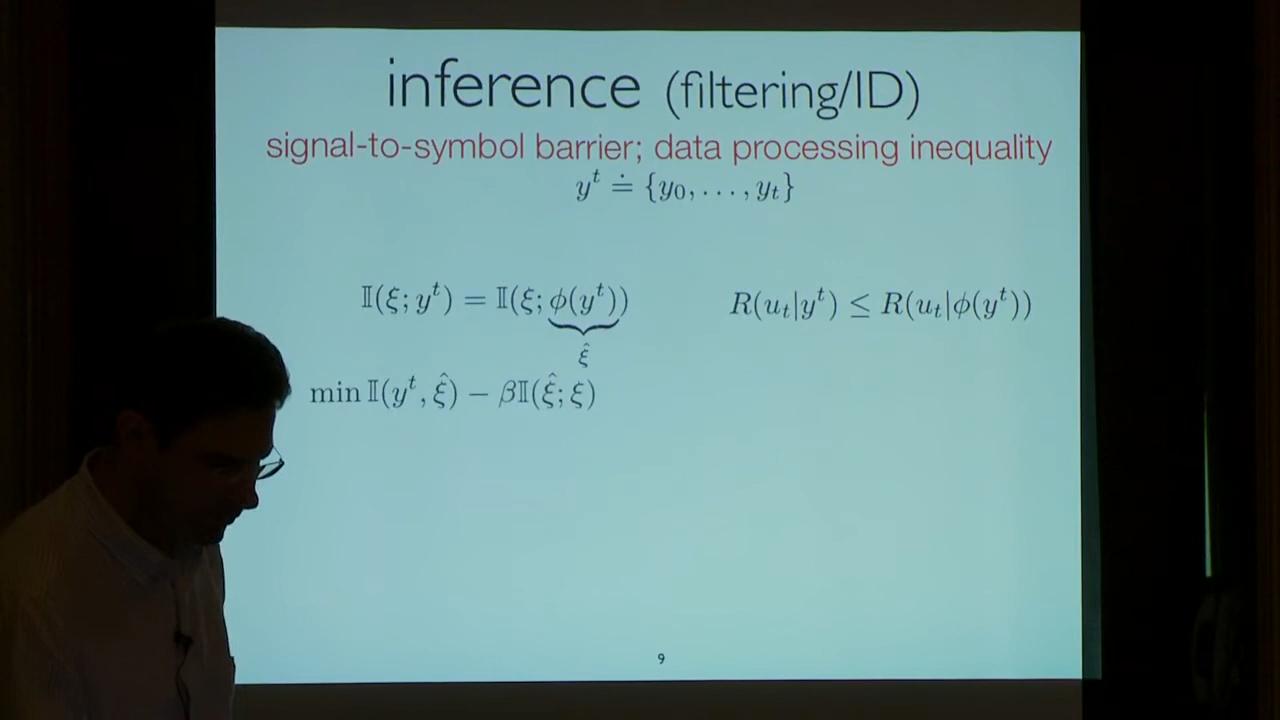 inference (filtering/ID)
signal-to-symbol barrier; data processing inequality
y^t ≐ {y_0, . . . , y_t}
𝕀(ξ; y^t) = 𝕀(ξ; ϕ(y^t)) R(u_t|y^t) ≤ R(u_t|ϕ(y^t))
ξ̂
min 𝕀(y^t, ξ̂) − β𝕀(ξ̂; ξ)
9